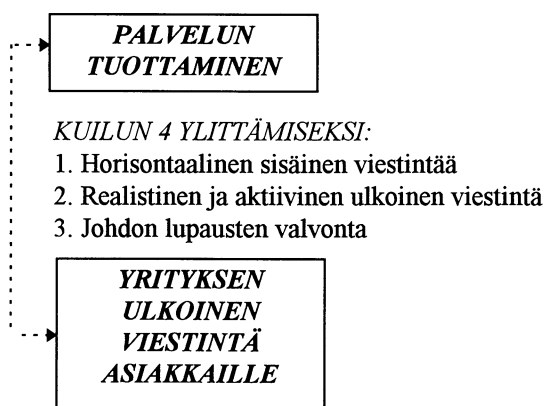 PALVELUN
TUOTTAMINEN
KUILUN 4 YLITTÄMISEKSI:
1. Horisontaalinen sisäinen viestintää
2. Realistinen ja aktiivinen ulkoinen viestintä
3. Johdon lupausten valvonta
YRITYKSEN
ULKOINEN
VIESTINTÄ
ASIAKKAILLE